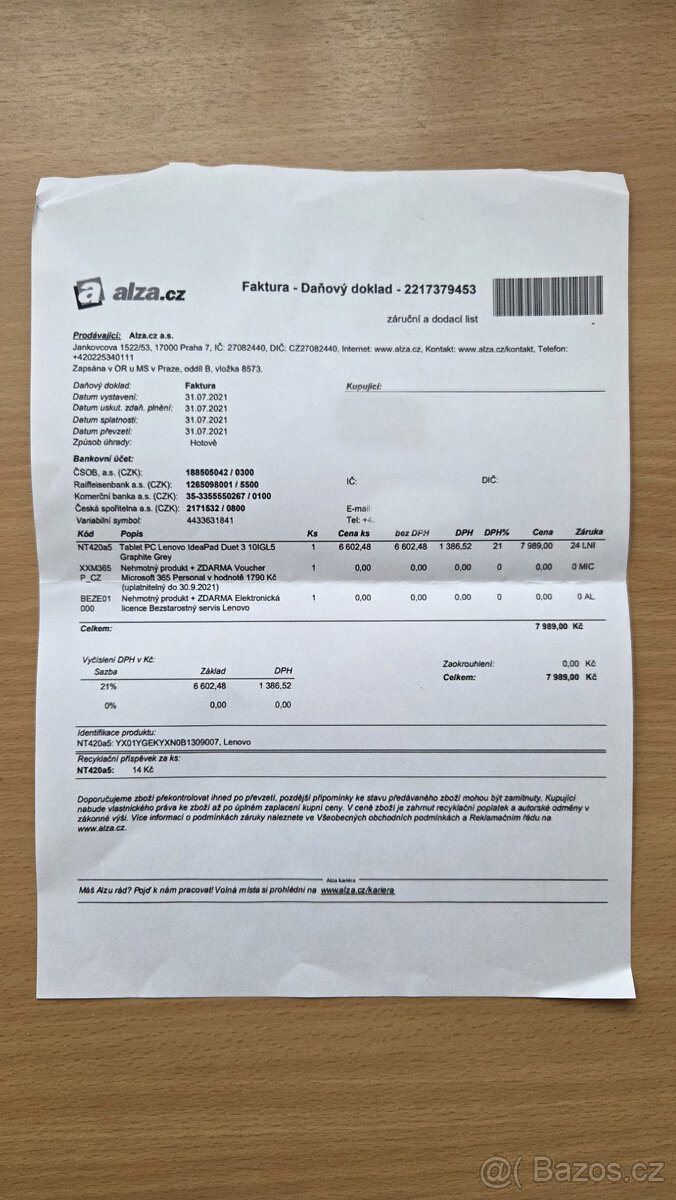 alza.cz
Faktura - Daňový doklad - 2217379453
záruční a dodací list
Prodávající: Alza.cz a.s.
Jankovcova 1522/53, 17000 Praha 7, IČ: 27082440, DIČ: CZ27082440, Internet: www.alza.cz, Kontakt: www.alza.cz/kontakt, Telefon:
+420225340111
Zapsána v OR u MS v Praze, oddíl B, vložka 8573.
Daňový doklad: Faktura
Datum vystavení: 31.07.2021
Datum uskut. zdaň. plnění: 31.07.2021
Datum splatnosti: 31.07.2021
Datum převzetí: 31.07.2021
Způsob úhrady: Hotově
Kupující:
Bankovní účet:
ČSOB, a.s. (CZK): 188505042 / 0300
Raiffeisenbank a.s. (CZK): 1265098001 / 5500
Komerční banka a.s. (CZK): 35-3355550267 / 0100
Česká spořitelna a.s. (CZK): 2171532 / 0800
Variabilní symbol: 4433631841
IČ: DIČ:
E-mail
Tel: +4
Kód Popis Ks Cena ks bez DPH DPH DPH% Cena Záruka
NT420a5 Tablet PC Lenovo IdeaPad Duet 3 10IGL5 1 6 602,48 6 602,48 1 386,52 21 7 989,00 24 LNI
Graphite Grey
XXM365 Nehmotný produkt + ZDARMA Voucher 1 0,00 0,00 0,00 0 0,00 0 MIC
P_CZ Microsoft 365 Personal v hodnotě 1790 Kč
(uplatnitelný do 30.9.2021)
BEZE01 Nehmotný produkt + ZDARMA Elektronická 1 0,00 0,00 0,00 0 0,00 0 AL
000 licence Bezstarostný servis Lenovo
Celkem: 7 989,00 Kč
Vyčíslení DPH v Kč:
Sazba Základ DPH
21% 6 602,48 1 386,52
0% 0,00 0,00
Zaokrouhlení: 0,00 Kč
Celkem: 7 989,00 Kč
Identifikace produktu:
NT420a5: YX01YGEKYXN0B1309007, Lenovo
Recyklační příspěvek za ks:
NT420a5: 14 Kč
Doporučujeme zboží překontrolovat ihned po převzetí, pozdější připomínky ke stavu předávaného zboží mohou být zamítnuty. Kupující
nabude vlastnického práva ke zboží až po úplném zaplacení kupní ceny. V ceně zboží je zahrnut recyklační poplatek a autorské odměny v
zákonné výši. Více informací o podmínkách záruky naleznete ve Všeobecných obchodních podmínkách a Reklamačním řádu na
www.alza.cz.
Alza kariéra
Máš Alzu rád? Pojď k nám pracovat! Volná místa si prohlédni na www.alza.cz/kariera
@( Bazos.cz